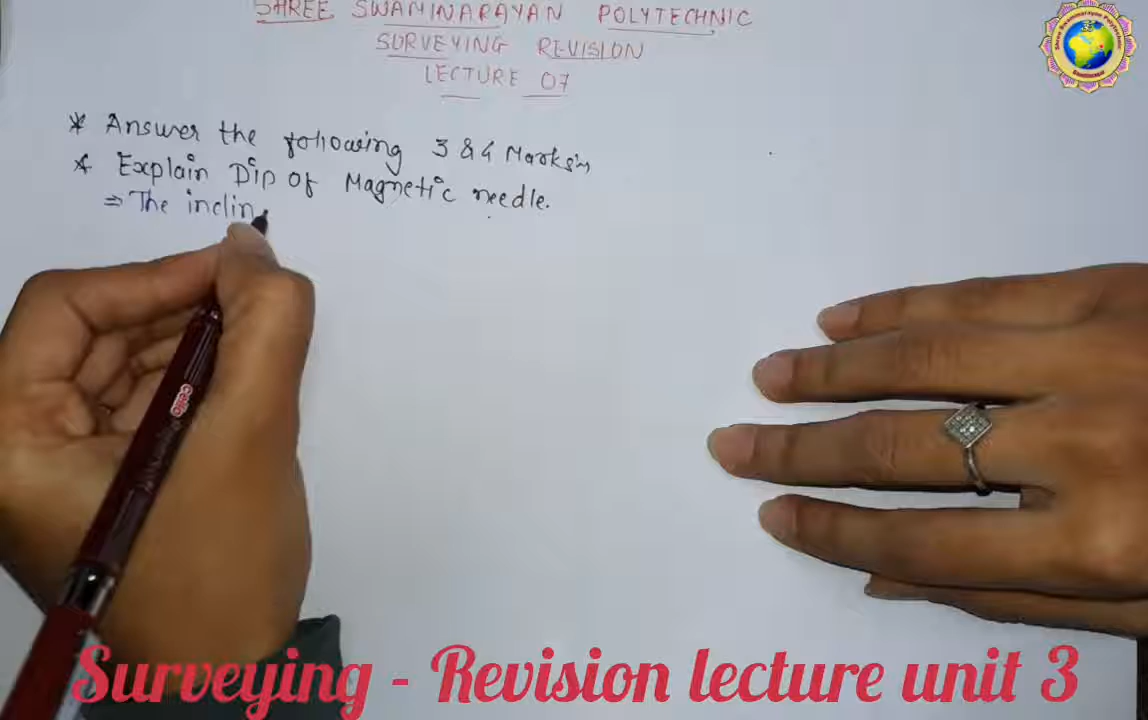 SHREE SWAMINARAYAN POLYTECHNIC
SURVEYING REVISION
LECTURE 07
* Answer the following 3 & 4 Marks
* Explain Dip Of Magnetic needle.
⇒ The inclin
cello
Surveying - Revision lecture unit 3